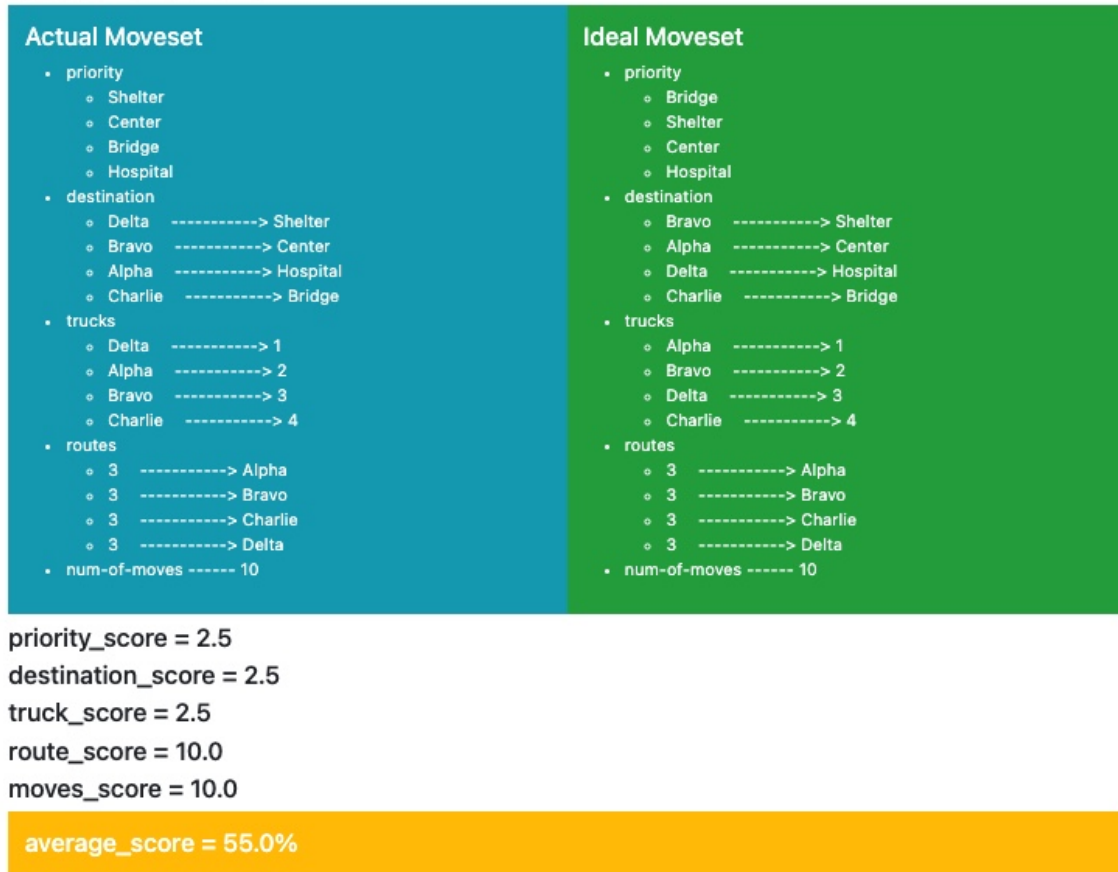 Actual Moveset
• priority
◦ Shelter
◦ Center
◦ Bridge
◦ Hospital
• destination
◦ Delta -----------> Shelter
◦ Bravo -----------> Center
◦ Alpha -----------> Hospital
◦ Charlie -----------> Bridge
• trucks
◦ Delta -----------> 1
◦ Alpha -----------> 2
◦ Bravo -----------> 3
◦ Charlie -----------> 4
• routes
◦ 3 -----------> Alpha
◦ 3 -----------> Bravo
◦ 3 -----------> Charlie
◦ 3 -----------> Delta
• num-of-moves ------ 10
Ideal Moveset
• priority
◦ Bridge
◦ Shelter
◦ Center
◦ Hospital
• destination
◦ Bravo -----------> Shelter
◦ Alpha -----------> Center
◦ Delta -----------> Hospital
◦ Charlie -----------> Bridge
• trucks
◦ Alpha -----------> 1
◦ Bravo -----------> 2
◦ Delta -----------> 3
◦ Charlie -----------> 4
• routes
◦ 3 -----------> Alpha
◦ 3 -----------> Bravo
◦ 3 -----------> Charlie
◦ 3 -----------> Delta
• num-of-moves ------ 10
priority_score = 2.5
destination_score = 2.5
truck_score = 2.5
route_score = 10.0
moves_score = 10.0
average_score = 55.0%